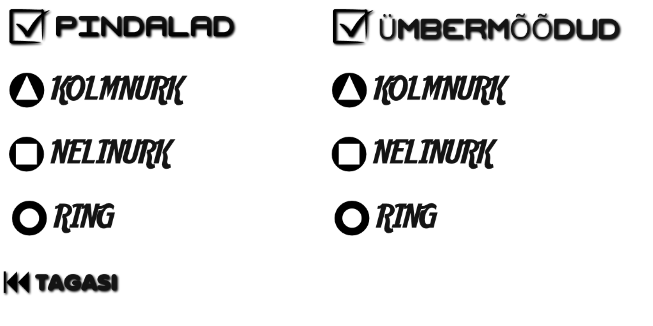 PINDALAD
KOLMNURK
NELINURK
RING
ÜMBERMÕÕDUD
KOLMNURK
NELINURK
RING
TAGASI